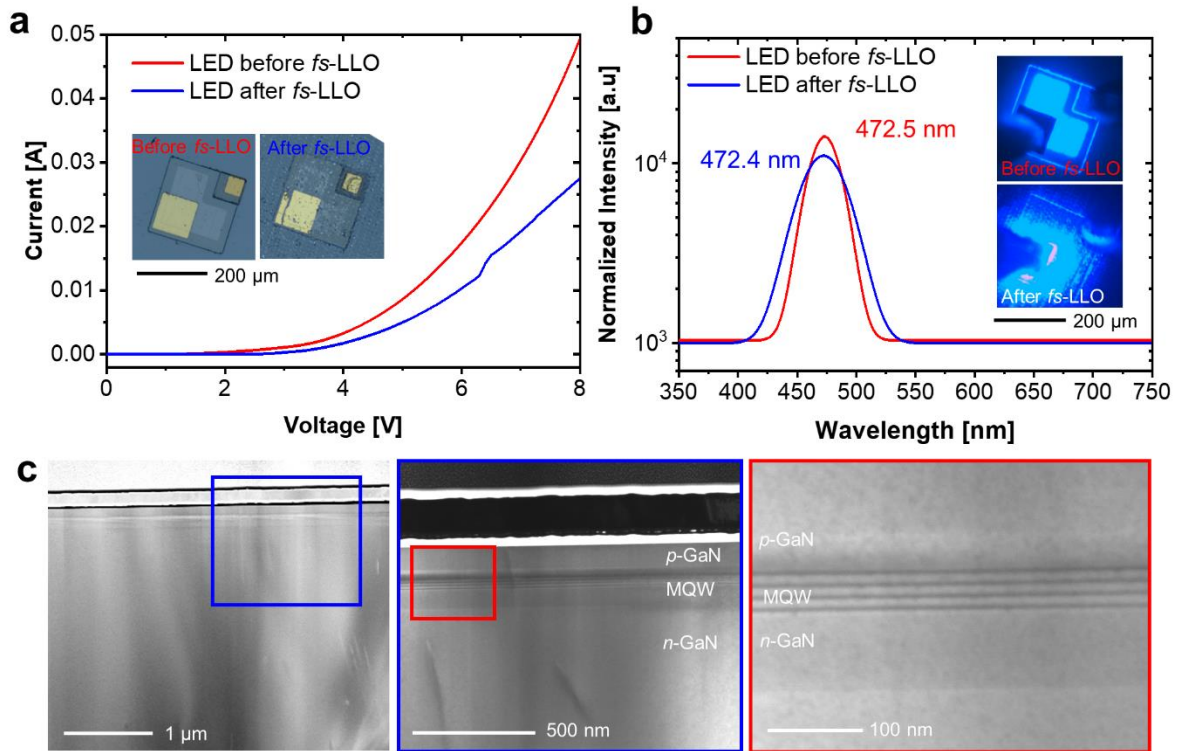 a
0.05
0.04
0.03
0.02
0.01
0.00
Current [A]
LED before fs-LLO
LED after fs-LLO
Before fs-LLO
After fs-LLO
200 µm
0
2
4
6
8
Voltage [V]
b
10⁴
10³
Normalized Intensity [a.u]
LED before fs-LLO
LED after fs-LLO
472.5 nm
472.4 nm
Before fs-LLO
After fs-LLO
200 µm
350
400
450
500
550
600
650
700
750
Wavelength [nm]
c
1 µm
p-GaN
MQW
n-GaN
500 nm
p-GaN
MQW
n-GaN
100 nm